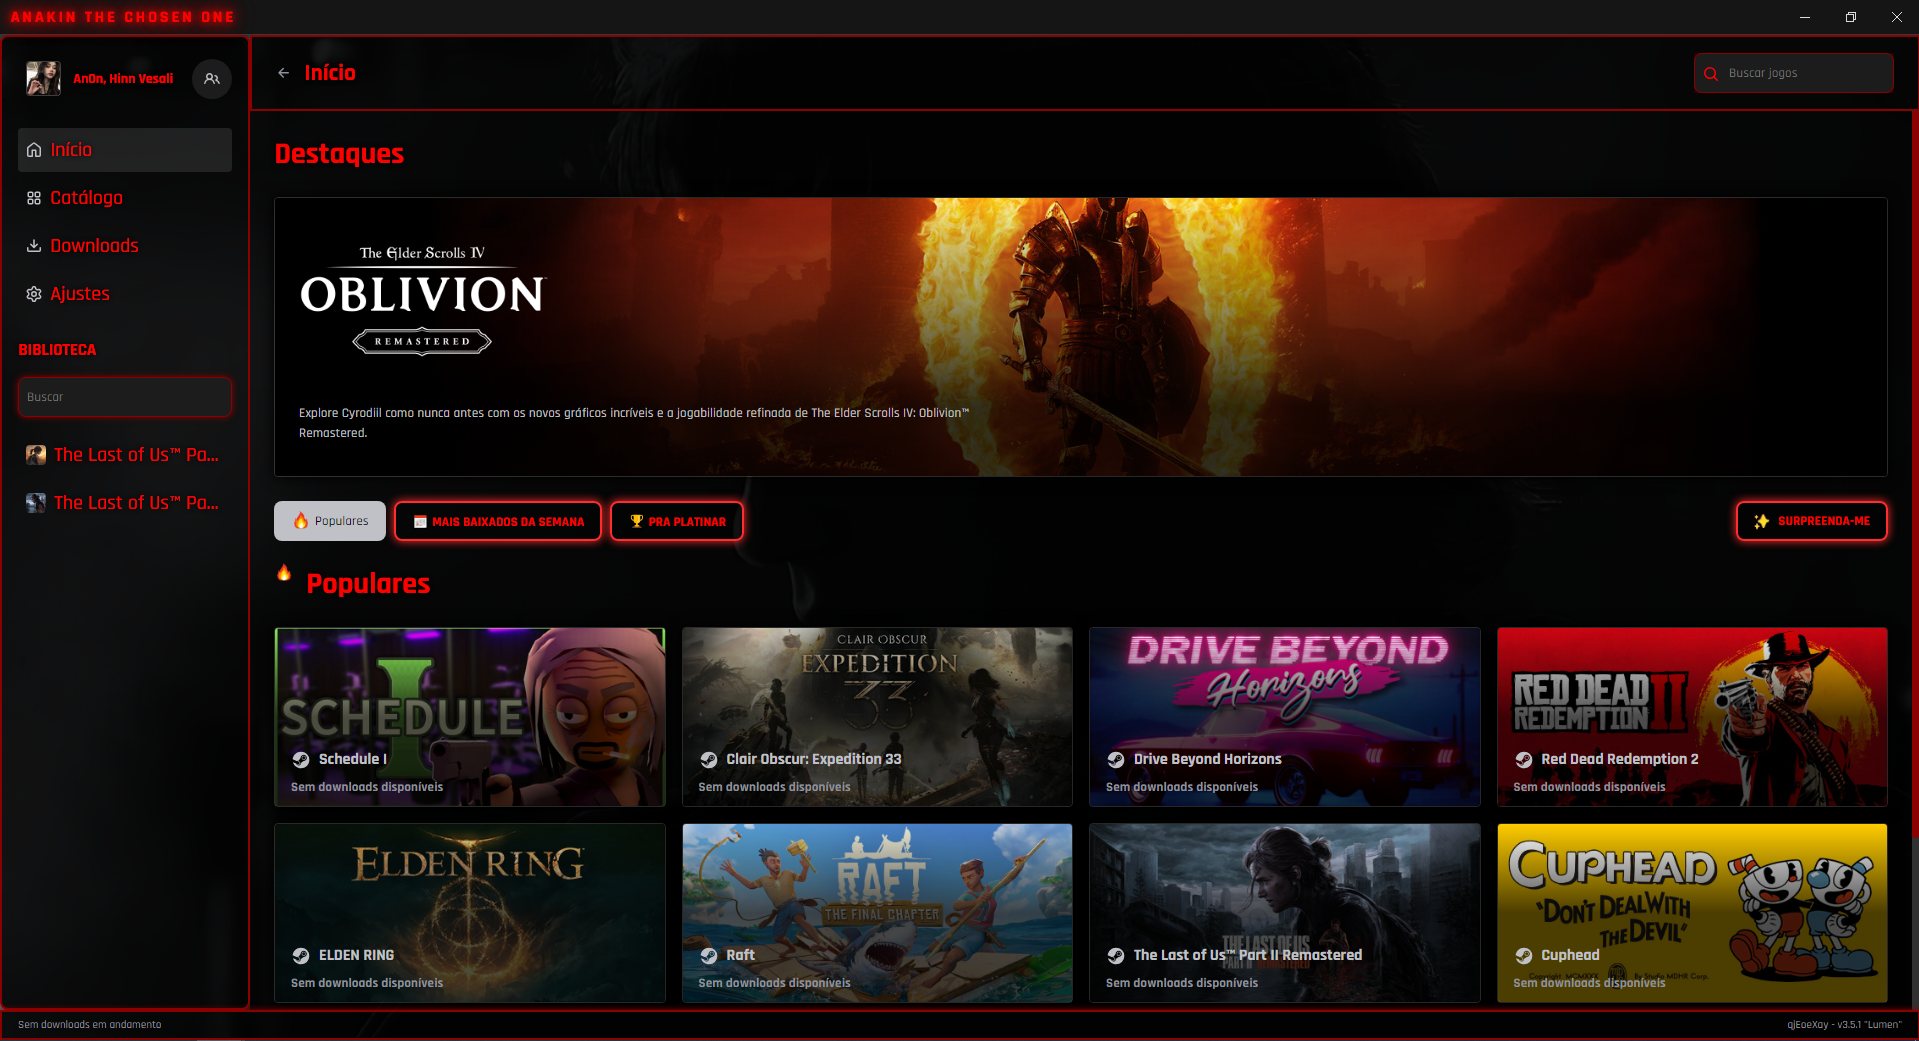 ANAKIN THE CHOSEN ONE
An0n, Hinn Vesali
Início
Catálogo
Downloads
Ajustes
BIBLIOTECA
Buscar
The Last of Us™ Pa...
The Last of Us™ Pa...
Início
Buscar jogos
Destaques
The Elder Scrolls IV
OBLIVION
REMASTERED
Explore Cyrodiil como nunca antes com os novos gráficos incríveis e a jogabilidade refinada de The Elder Scrolls IV: Oblivion™
Remastered.
Populares
MAIS BAIXADOS DA SEMANA
PRA PLATINAR
SURPREENDA-ME
Populares
SCHEDULE I
Schedule I
Sem downloads disponíveis
CLAIR OBSCUR
EXPEDITION
33
Clair Obscur: Expedition 33
Sem downloads disponíveis
DRIVE BEYOND
Horizons
Drive Beyond Horizons
Sem downloads disponíveis
RED DEAD
REDEMPTION II
Red Dead Redemption 2
Sem downloads disponíveis
ELDEN RING
ELDEN RING
Sem downloads disponíveis
RAFT
THE FINAL CHAPTER
Raft
Sem downloads disponíveis
THE LAST OF US
PART II REMASTERED
The Last of Us™ Part II Remastered
Sem downloads disponíveis
CUPHEAD
"DON'T DEAL WITH
THE DEVIL"
Cuphead
Sem downloads disponíveis
Sem downloads em andamento
qjEoeXay - v3.5.1 "Lumen"